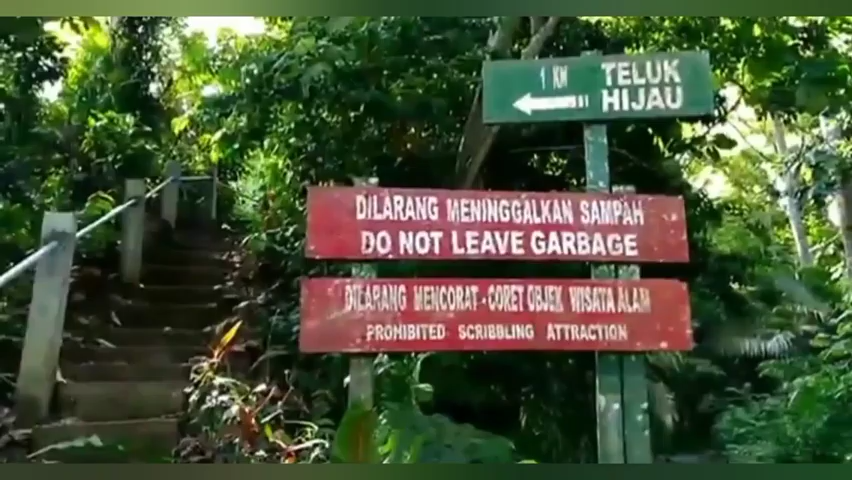 1 KM
TELUK
HIJAU
DILARANG MENINGGALKAN SAMPAH
DO NOT LEAVE GARBAGE
DILARANG MENCORAT-CORET OBJEK WISATA ALAM
PROHIBITED SCRIBBLING ATTRACTION